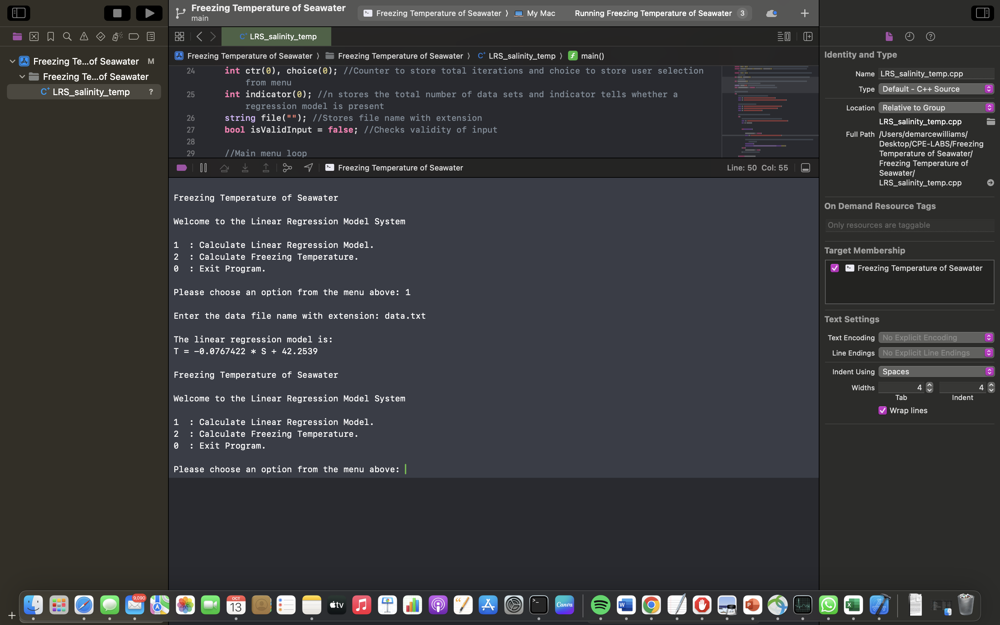 Freezing Temperature of Seawater
main
Freezing Temperature of Seawater
My Mac
Running Freezing Temperature of Seawater
3
LRS_salinity_temp
Freezing Temperature of Seawater
Freezing Temperature of Seawater
LRS_salinity_temp
main()
Freezing Te...of Seawater M
Freezing Te...of Seawater
LRS_salinity_temp ?
24 int ctr(0), choice(0); //Counter to store total iterations and choice to store user selection
from menu
25 int indicator(0); //n stores the total number of data sets and indicator tells whether a
regression model is present
26 string file(""); //Stores file name with extension
27 bool isValidInput = false; //Checks validity of input
28
29 //Main menu loop
Freezing Temperature of Seawater
Line: 50 Col: 55
Freezing Temperature of Seawater
Welcome to the Linear Regression Model System
1 : Calculate Linear Regression Model.
2 : Calculate Freezing Temperature.
0 : Exit Program.
Please choose an option from the menu above: 1
Enter the data file name with extension: data.txt
The linear regression model is:
T = -0.0767422 * S + 42.2539
Freezing Temperature of Seawater
Welcome to the Linear Regression Model System
1 : Calculate Linear Regression Model.
2 : Calculate Freezing Temperature.
0 : Exit Program.
Please choose an option from the menu above:
Identity and Type
Name LRS_salinity_temp.cpp
Type Default - C++ Source
Location Relative to Group
LRS_salinity_temp.cpp
Full Path /Users/demarcewilliams/
Desktop/CPE-LABS/Freezing
Temperature of Seawater/
Freezing Temperature of
Seawater/
LRS_salinity_temp.cpp
On Demand Resource Tags
Only resources are taggable
Target Membership
Freezing Temperature of Seawater
Text Settings
Text Encoding No Explicit Encoding
Line Endings No Explicit Line Endings
Indent Using Spaces
Widths 4 4
Tab Indent
Wrap lines
9,090
OCT
13
tv
Canva
W
P
X